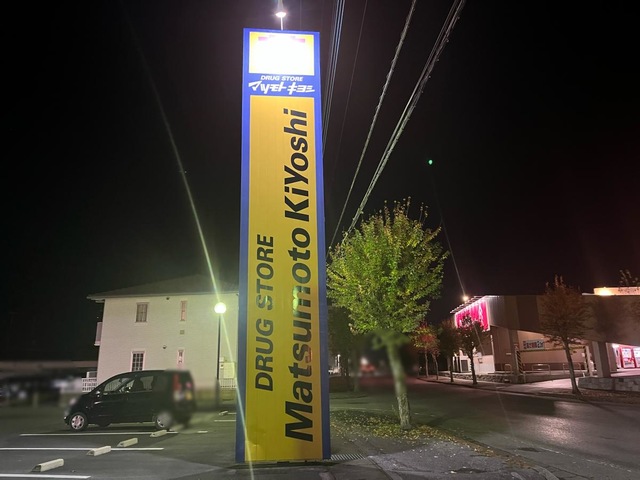 DRUG STORE
マツモトキヨシ
DRUG STORE
Matsumoto KiYoshi